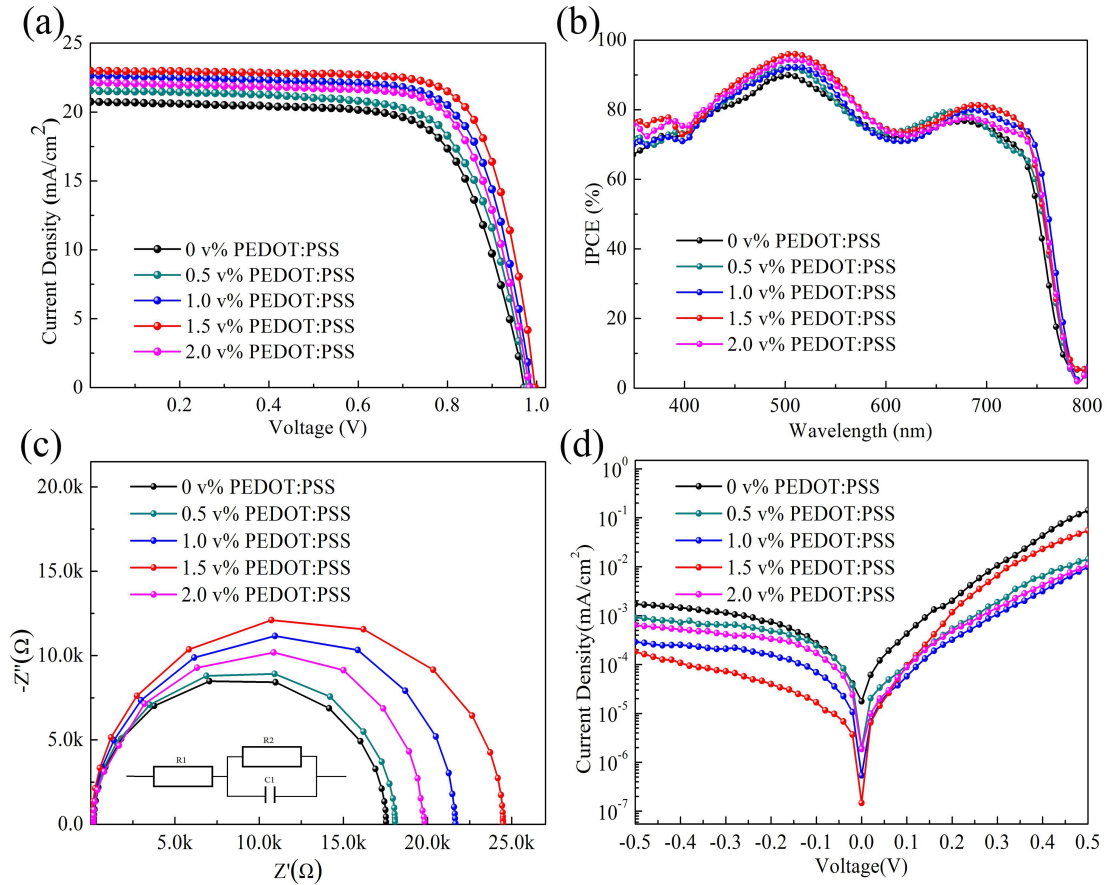 (a)
Current Density (mA/cm²)
25
20
15
10
5
0
0 v% PEDOT:PSS
0.5 v% PEDOT:PSS
1.0 v% PEDOT:PSS
1.5 v% PEDOT:PSS
2.0 v% PEDOT:PSS
0.2 0.4 0.6 0.8 1.0
Voltage (V)
(b)
IPCE (%)
100
80
60
40
20
0
0 v% PEDOT:PSS
0.5 v% PEDOT:PSS
1.0 v% PEDOT:PSS
1.5 v% PEDOT:PSS
2.0 v% PEDOT:PSS
400 500 600 700 800
Wavelength (nm)
(c)
-Z"(Ω)
20.0k
15.0k
10.0k
5.0k
0.0
0 v% PEDOT:PSS
0.5 v% PEDOT:PSS
1.0 v% PEDOT:PSS
1.5 v% PEDOT:PSS
2.0 v% PEDOT:PSS
R1
R2
C1
5.0k 10.0k 15.0k 20.0k 25.0k
Z'(Ω)
(d)
Current Density(mA/cm²)
10⁰
10⁻¹
10⁻²
10⁻³
10⁻⁴
10⁻⁵
10⁻⁶
10⁻⁷
0 v% PEDOT:PSS
0.5 v% PEDOT:PSS
1.0 v% PEDOT:PSS
1.5 v% PEDOT:PSS
2.0 v% PEDOT:PSS
-0.5 -0.4 -0.3 -0.2 -0.1 0.0 0.1 0.2 0.3 0.4 0.5
Voltage(V)